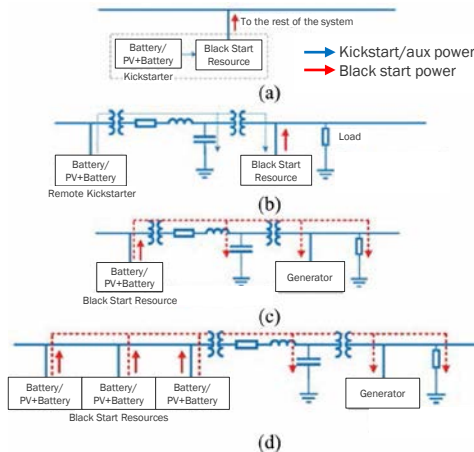 To the rest of the system
Battery/
PV+Battery
Black Start
Resource
Kickstarter
Kickstart/aux power
Black start power
(a)
Load
Battery/
PV+Battery
Black Start
Resource
Remote Kickstarter
(b)
Battery/
PV+Battery
Generator
Black Start Resource
(c)
Battery/
PV+Battery
Battery/
PV+Battery
Battery/
PV+Battery
Generator
Black Start Resources
(d)